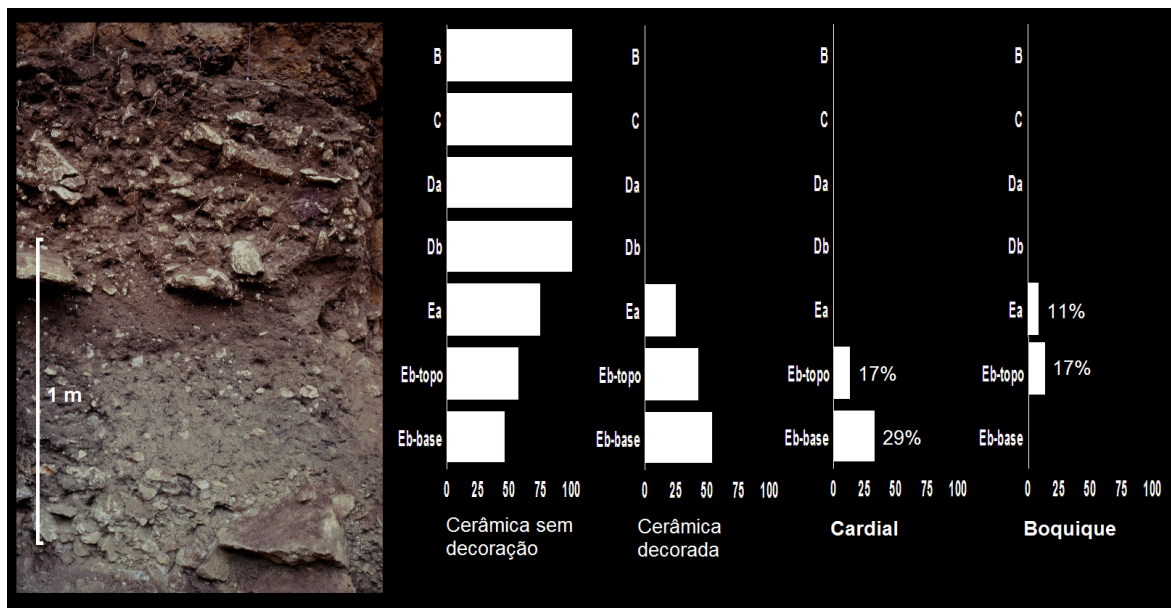 1 m
B
C
Da
Db
Ea
Eb-topo
Eb-base
0 25 50 75 100
Cerâmica sem
decoração
B
C
Da
Db
Ea
Eb-topo
Eb-base
0 25 50 75 100
Cerâmica
decorada
B
C
Da
Db
Ea
Eb-topo 17%
Eb-base 29%
0 25 50 75 100
Cardial
B
C
Da
Db
Ea 11%
Eb-topo 17%
Eb-base
0 25 50 75 100
Boquique